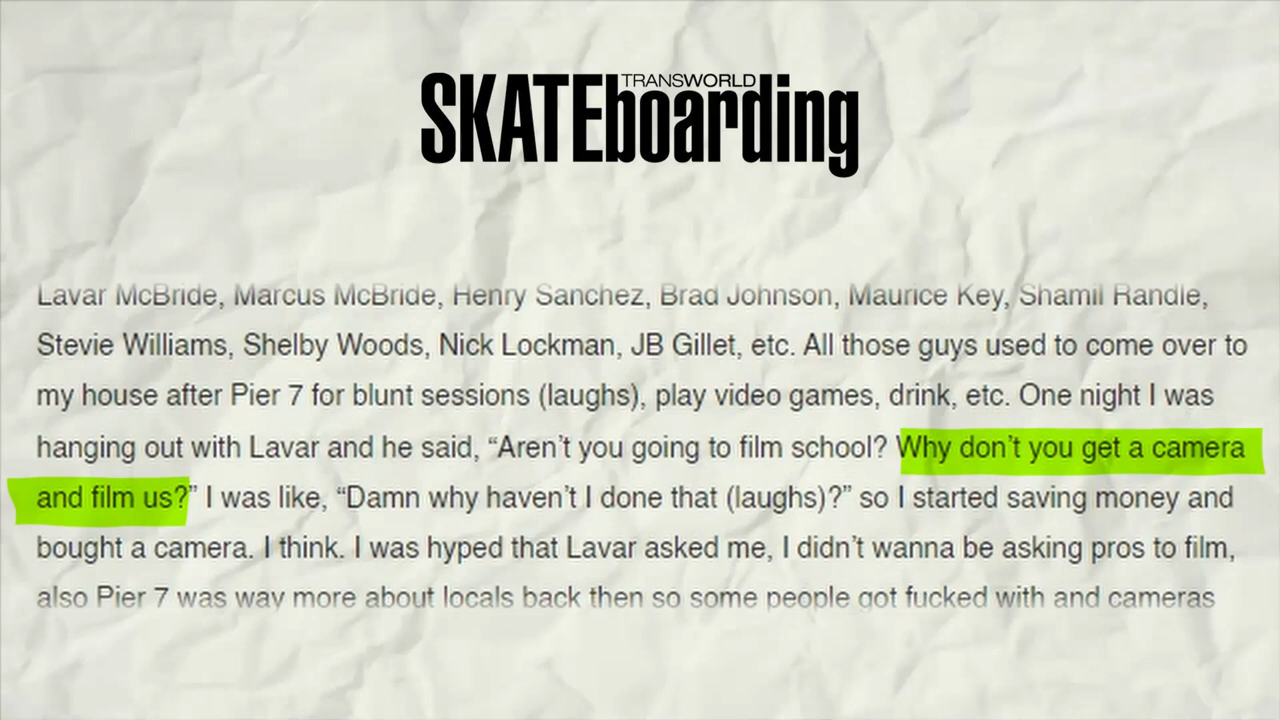 TRANSWORLD
SKATEboarding
Lavar McBride, Marcus McBride, Henry Sanchez, Brad Johnson, Maurice Key, Shamil Randle,
Stevie Williams, Shelby Woods, Nick Lockman, JB Gillet, etc. All those guys used to come over to
my house after Pier 7 for blunt sessions (laughs), play video games, drink, etc. One night I was
hanging out with Lavar and he said, “Aren’t you going to film school? Why don’t you get a camera
and film us?” I was like, “Damn why haven’t I done that (laughs)?” so I started saving money and
bought a camera. I think. I was hyped that Lavar asked me, I didn’t wanna be asking pros to film,
also Pier 7 was way more about locals back then so some people got fucked with and cameras